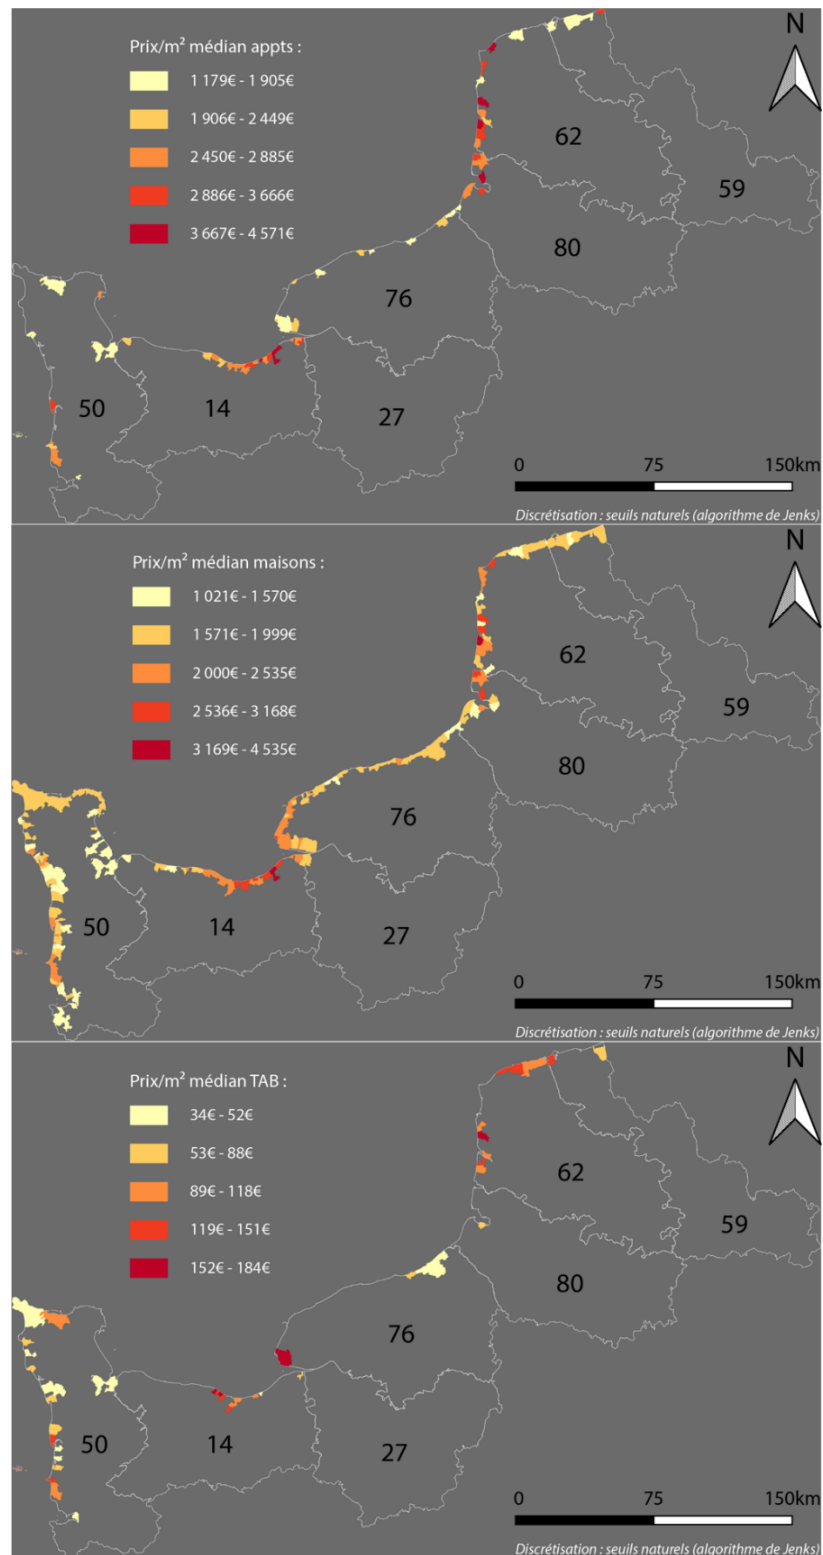 Prix/m² médian appts :
1 179€ - 1 905€
1 906€ - 2 449€
2 450€ - 2 885€
2 886€ - 3 666€
3 667€ - 4 571€
N
62
59
80
76
50
14
27
0 75 150km
Discrétisation : seuils naturels (algorithme de Jenks)
Prix/m² médian maisons :
1 021€ - 1 570€
1 571€ - 1 999€
2 000€ - 2 535€
2 536€ - 3 168€
3 169€ - 4 535€
N
62
59
80
76
50
14
27
0 75 150km
Discrétisation : seuils naturels (algorithme de Jenks)
Prix/m² médian TAB :
34€ - 52€
53€ - 88€
89€ - 118€
119€ - 151€
152€ - 184€
N
62
59
80
76
50
14
27
0 75 150km
Discrétisation : seuils naturels (algorithme de Jenks)